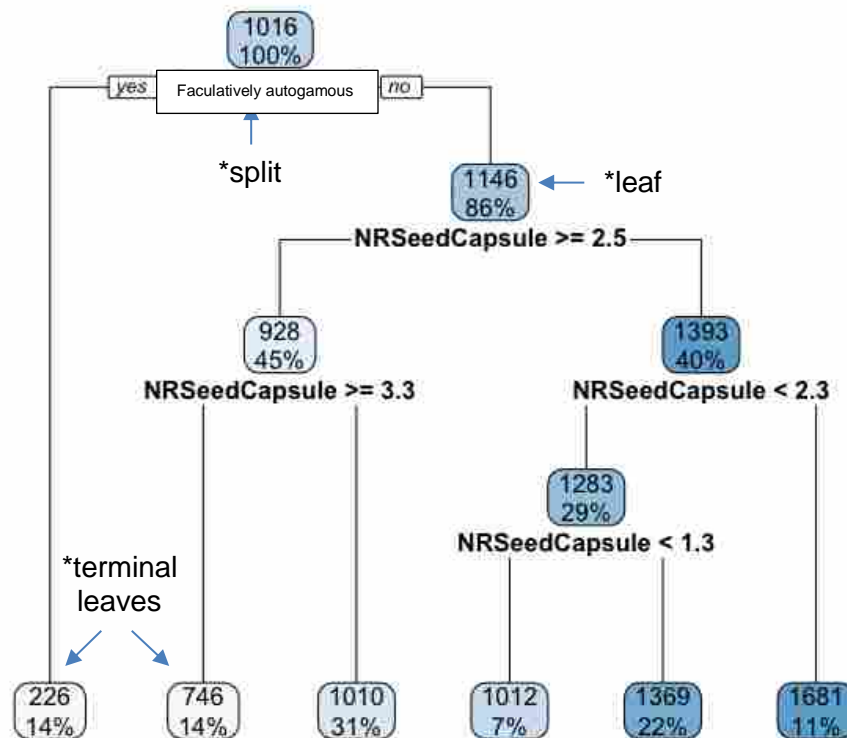 1016
100%
yes
Faculatively autogamous
no
*split
1146
86%
*leaf
NRSeedCapsule >= 2.5
928
45%
1393
40%
NRSeedCapsule >= 3.3
NRSeedCapsule < 2.3
1283
29%
NRSeedCapsule < 1.3
*terminal
leaves
226
14%
746
14%
1010
31%
1012
7%
1369
22%
1681
11%